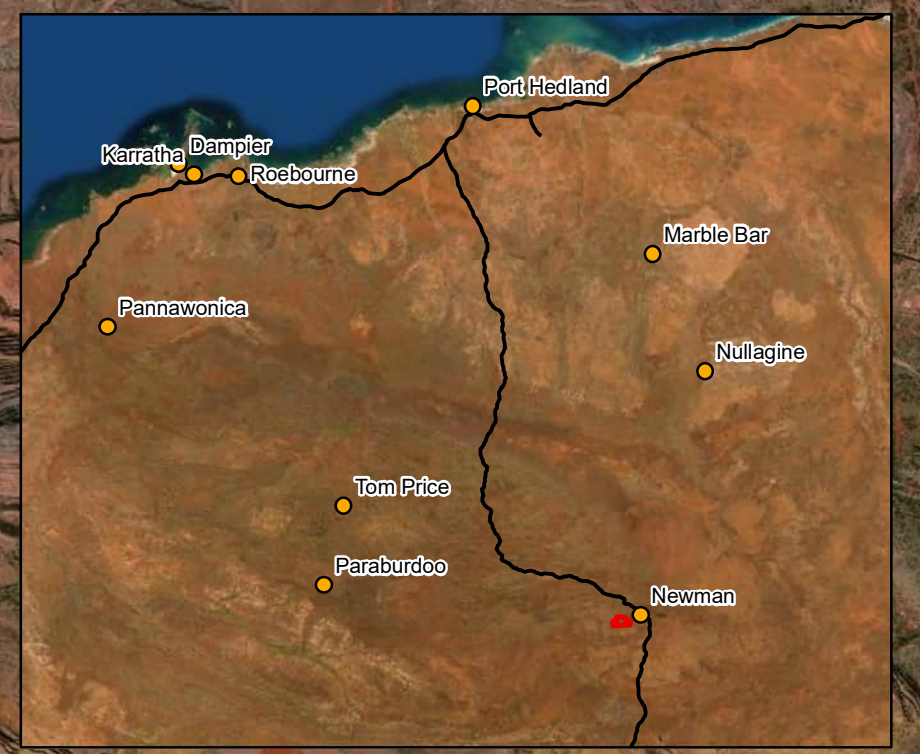 Port Hedland
Dampier
Karratha
Roebourne
Marble Bar
Pannawonica
Nullagine
Tom Price
Paraburdoo
Newman